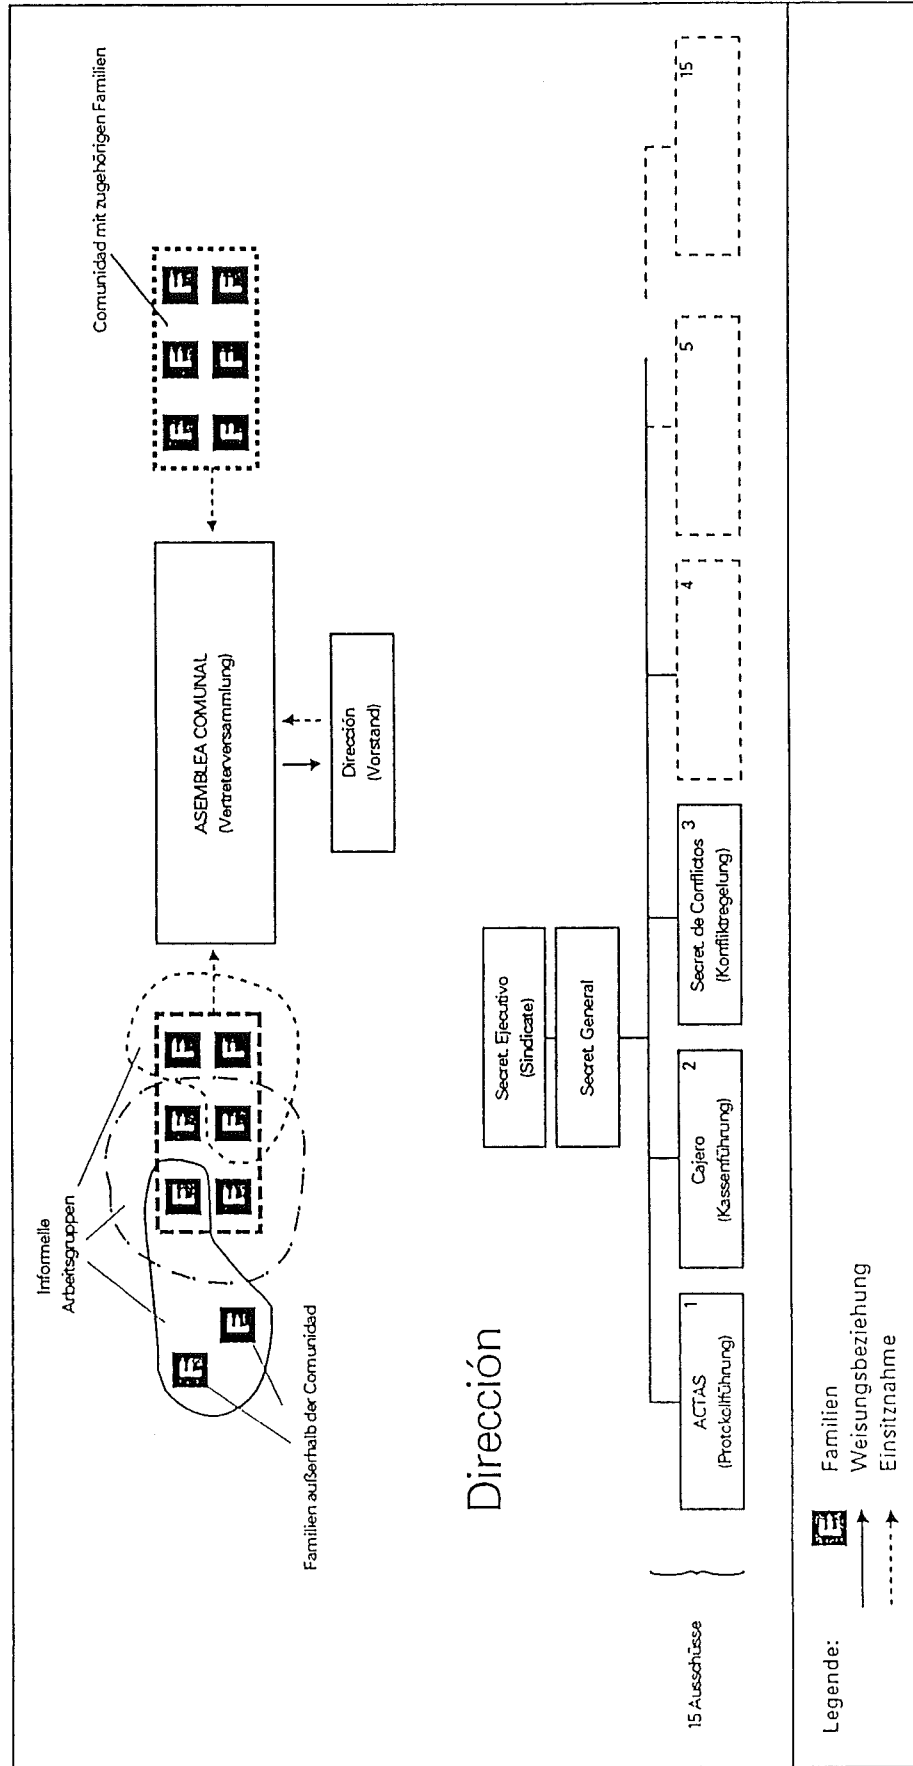 Informelle
Arbeitsgruppen
Comunidad mit zugehörigen Familien
F F F F F F
F F F F F F
F
F
Familien außerhalb der Comunidad
ASEMBLEA COMUNAL
(Vertreterversammlung)
Dirección
(Vorstand)
Dirección
Secret. Ejecutivo
(Sindicate)
Secret. General
15 Ausschüsse
1
ACTAS
(Protokollführung)
2
Cajero
(Kassenführung)
3
Secret. de Conflictos
(Konfliktregelung)
4
5
15
Legende:
F Familien
Weisungsbeziehung
Einsitznahme